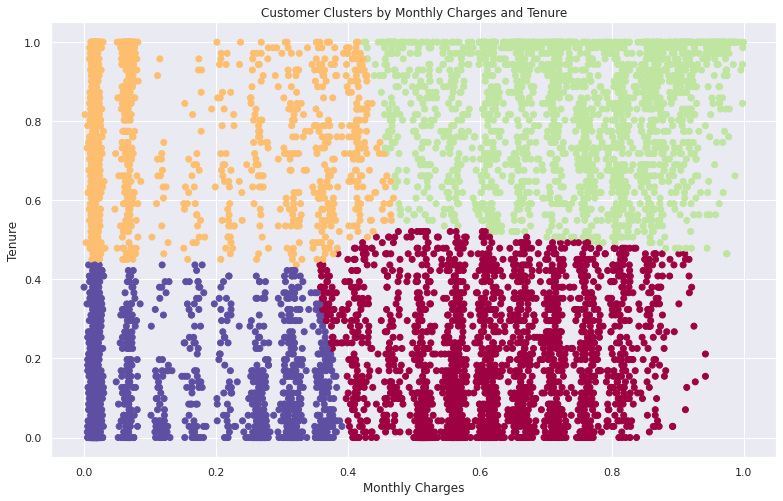 Customer Clusters by Monthly Charges and Tenure
1.0
0.8
0.6
0.4
0.2
0.0
Tenure
0.0 0.2 0.4 0.6 0.8 1.0
Monthly Charges